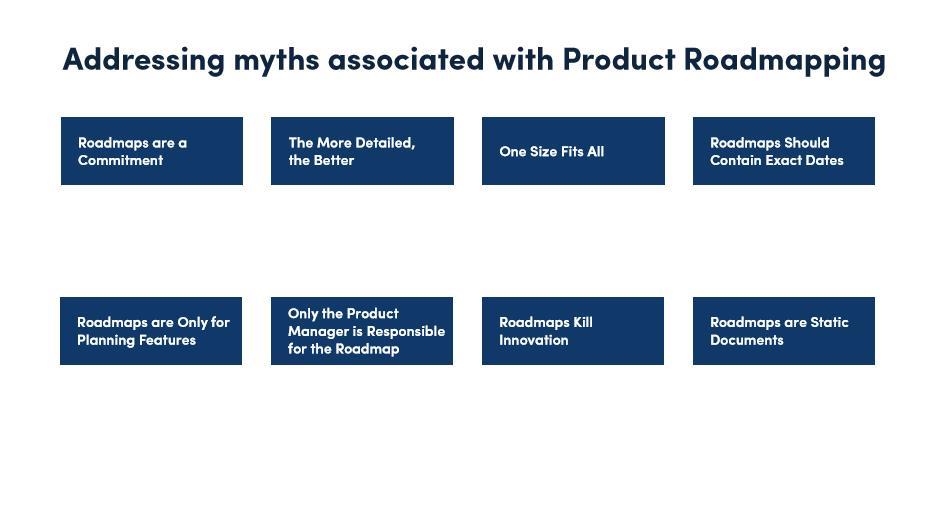 Addressing myths associated with Product Roadmapping
Roadmaps are a
Commitment
The More Detailed,
the Better
One Size Fits All
Roadmaps Should
Contain Exact Dates
Roadmaps are Only for
Planning Features
Only the Product
Manager is Responsible
for the Roadmap
Roadmaps Kill
Innovation
Roadmaps are Static
Documents